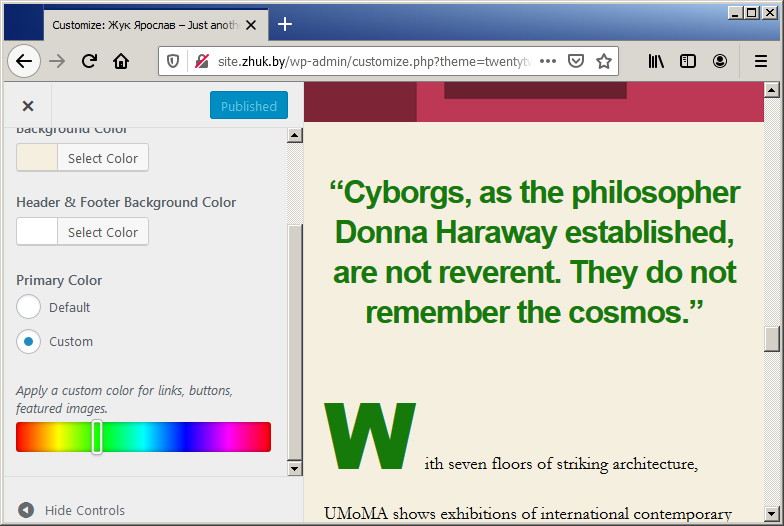 Customize: Жук Ярослав – Just anoth
site.zhuk.by/wp-admin/customize.php?theme=twentytw
Published
Background Color
Select Color
Header & Footer Background Color
Select Color
Primary Color
Default
Custom
Apply a custom color for links, buttons,
featured images.
Hide Controls
“Cyborgs, as the philosopher
Donna Haraway established,
are not reverent. They do not
remember the cosmos.”
With seven floors of striking architecture,
UMoMA shows exhibitions of international contemporary